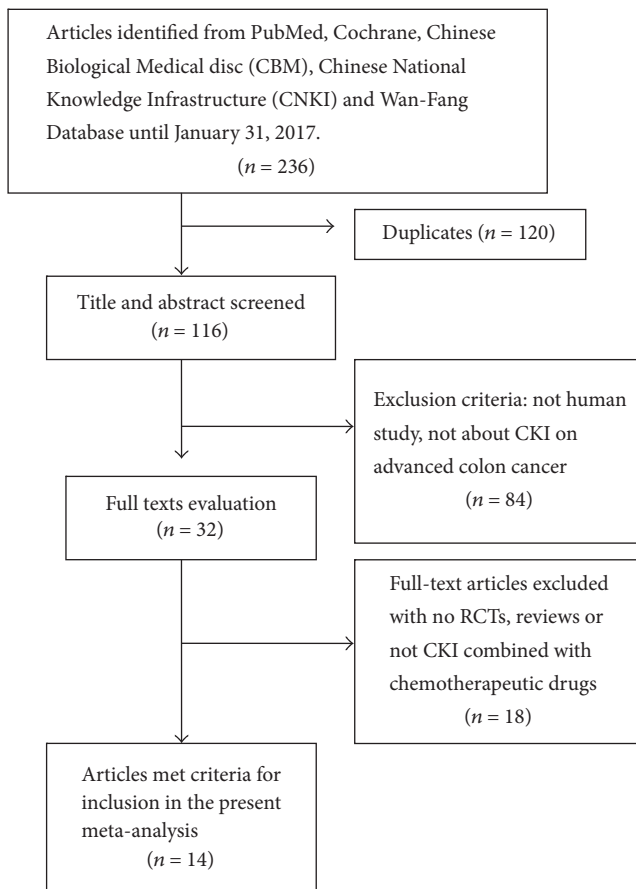 Articles identified from PubMed, Cochrane, Chinese
Biological Medical disc (CBM), Chinese National
Knowledge Infrastructure (CNKI) and Wan-Fang
Database until January 31, 2017.
(n = 236)
Duplicates (n = 120)
Title and abstract screened
(n = 116)
Exclusion criteria: not human
study, not about CKI on
advanced colon cancer
(n = 84)
Full texts evaluation
(n = 32)
Full-text articles excluded
with no RCTs, reviews or
not CKI combined with
chemotherapeutic drugs
(n = 18)
Articles met criteria for
inclusion in the present
meta-analysis
(n = 14)